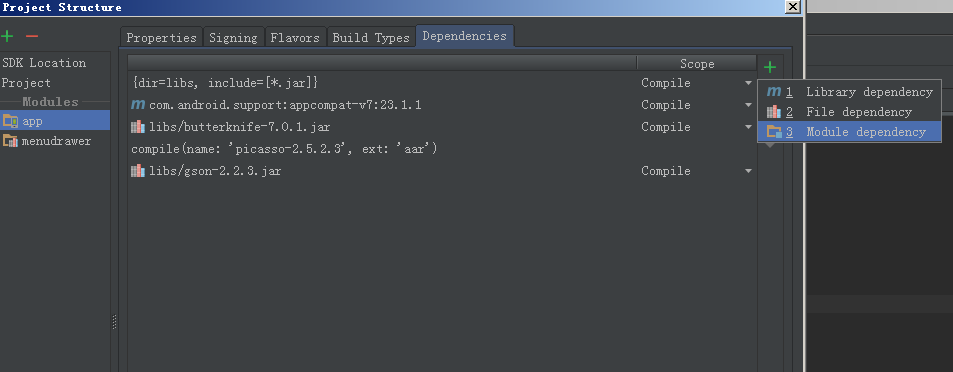 Project Structure
Properties Signing Flavors Build Types Dependencies
SDK Location
Project
Modules
app
menudrawer
Scope
{dir=libs, include=[*.jar]} Compile
m com.android.support:appcompat-v7:23.1.1 Compile
libs/butterknife-7.0.1.jar Compile
compile(name: 'picasso-2.5.2.3', ext: 'aar')
libs/gson-2.2.3.jar Compile
m 1 Library dependency
2 File dependency
3 Module dependency